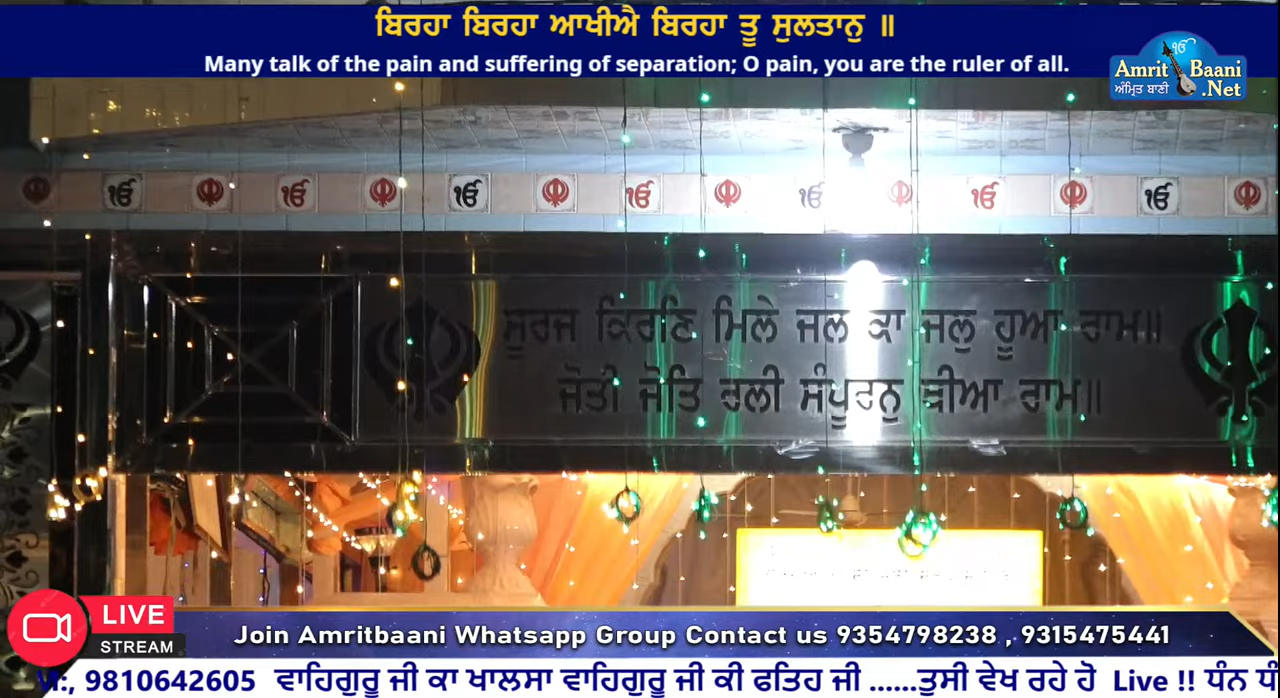 ਬਿਰਹਾ ਬਿਰਹਾ ਆਖੀਐ ਬਿਰਹਾ ਤੂ ਸੁਲਤਾਨੁ ॥
Many talk of the pain and suffering of separation; O pain, you are the ruler of all.
ੴ
Amrit Baani
ਅੰਮ੍ਰਿਤ ਬਾਣੀ .Net
ੴ ੴ ੴ ੴ ੴ ੴ ੴ
ਸੂਰਜ ਕਿਰਣਿ ਮਿਲੇ ਜਲ ਕਾ ਜਲੁ ਹੂਆ ਰਾਮ॥
ਜੋਤੀ ਜੋਤਿ ਰਲੀ ਸੰਪੂਰਨੁ ਥੀਆ ਰਾਮ॥
LIVE
STREAM
Join Amritbaani Whatsapp Group Contact us 9354798238 , 9315475441
9810642605 ਵਾਹਿਗੁਰੂ ਜੀ ਕਾ ਖਾਲਸਾ ਵਾਹਿਗੁਰੂ ਜੀ ਕੀ ਫਤਿਹ ਜੀ ......ਤੁਸੀ ਵੇਖ ਰਹੇ ਹੋ Live !! ਧੰਨ